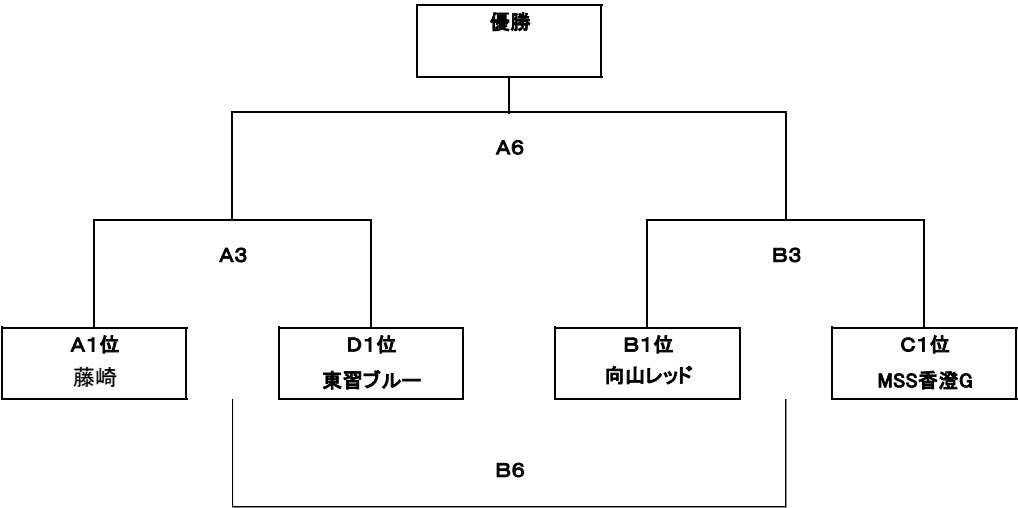 優勝
A6
A3
B3
A1位
藤崎
D1位
東習ブルー
B1位
向山レッド
C1位
MSS香澄G
B6